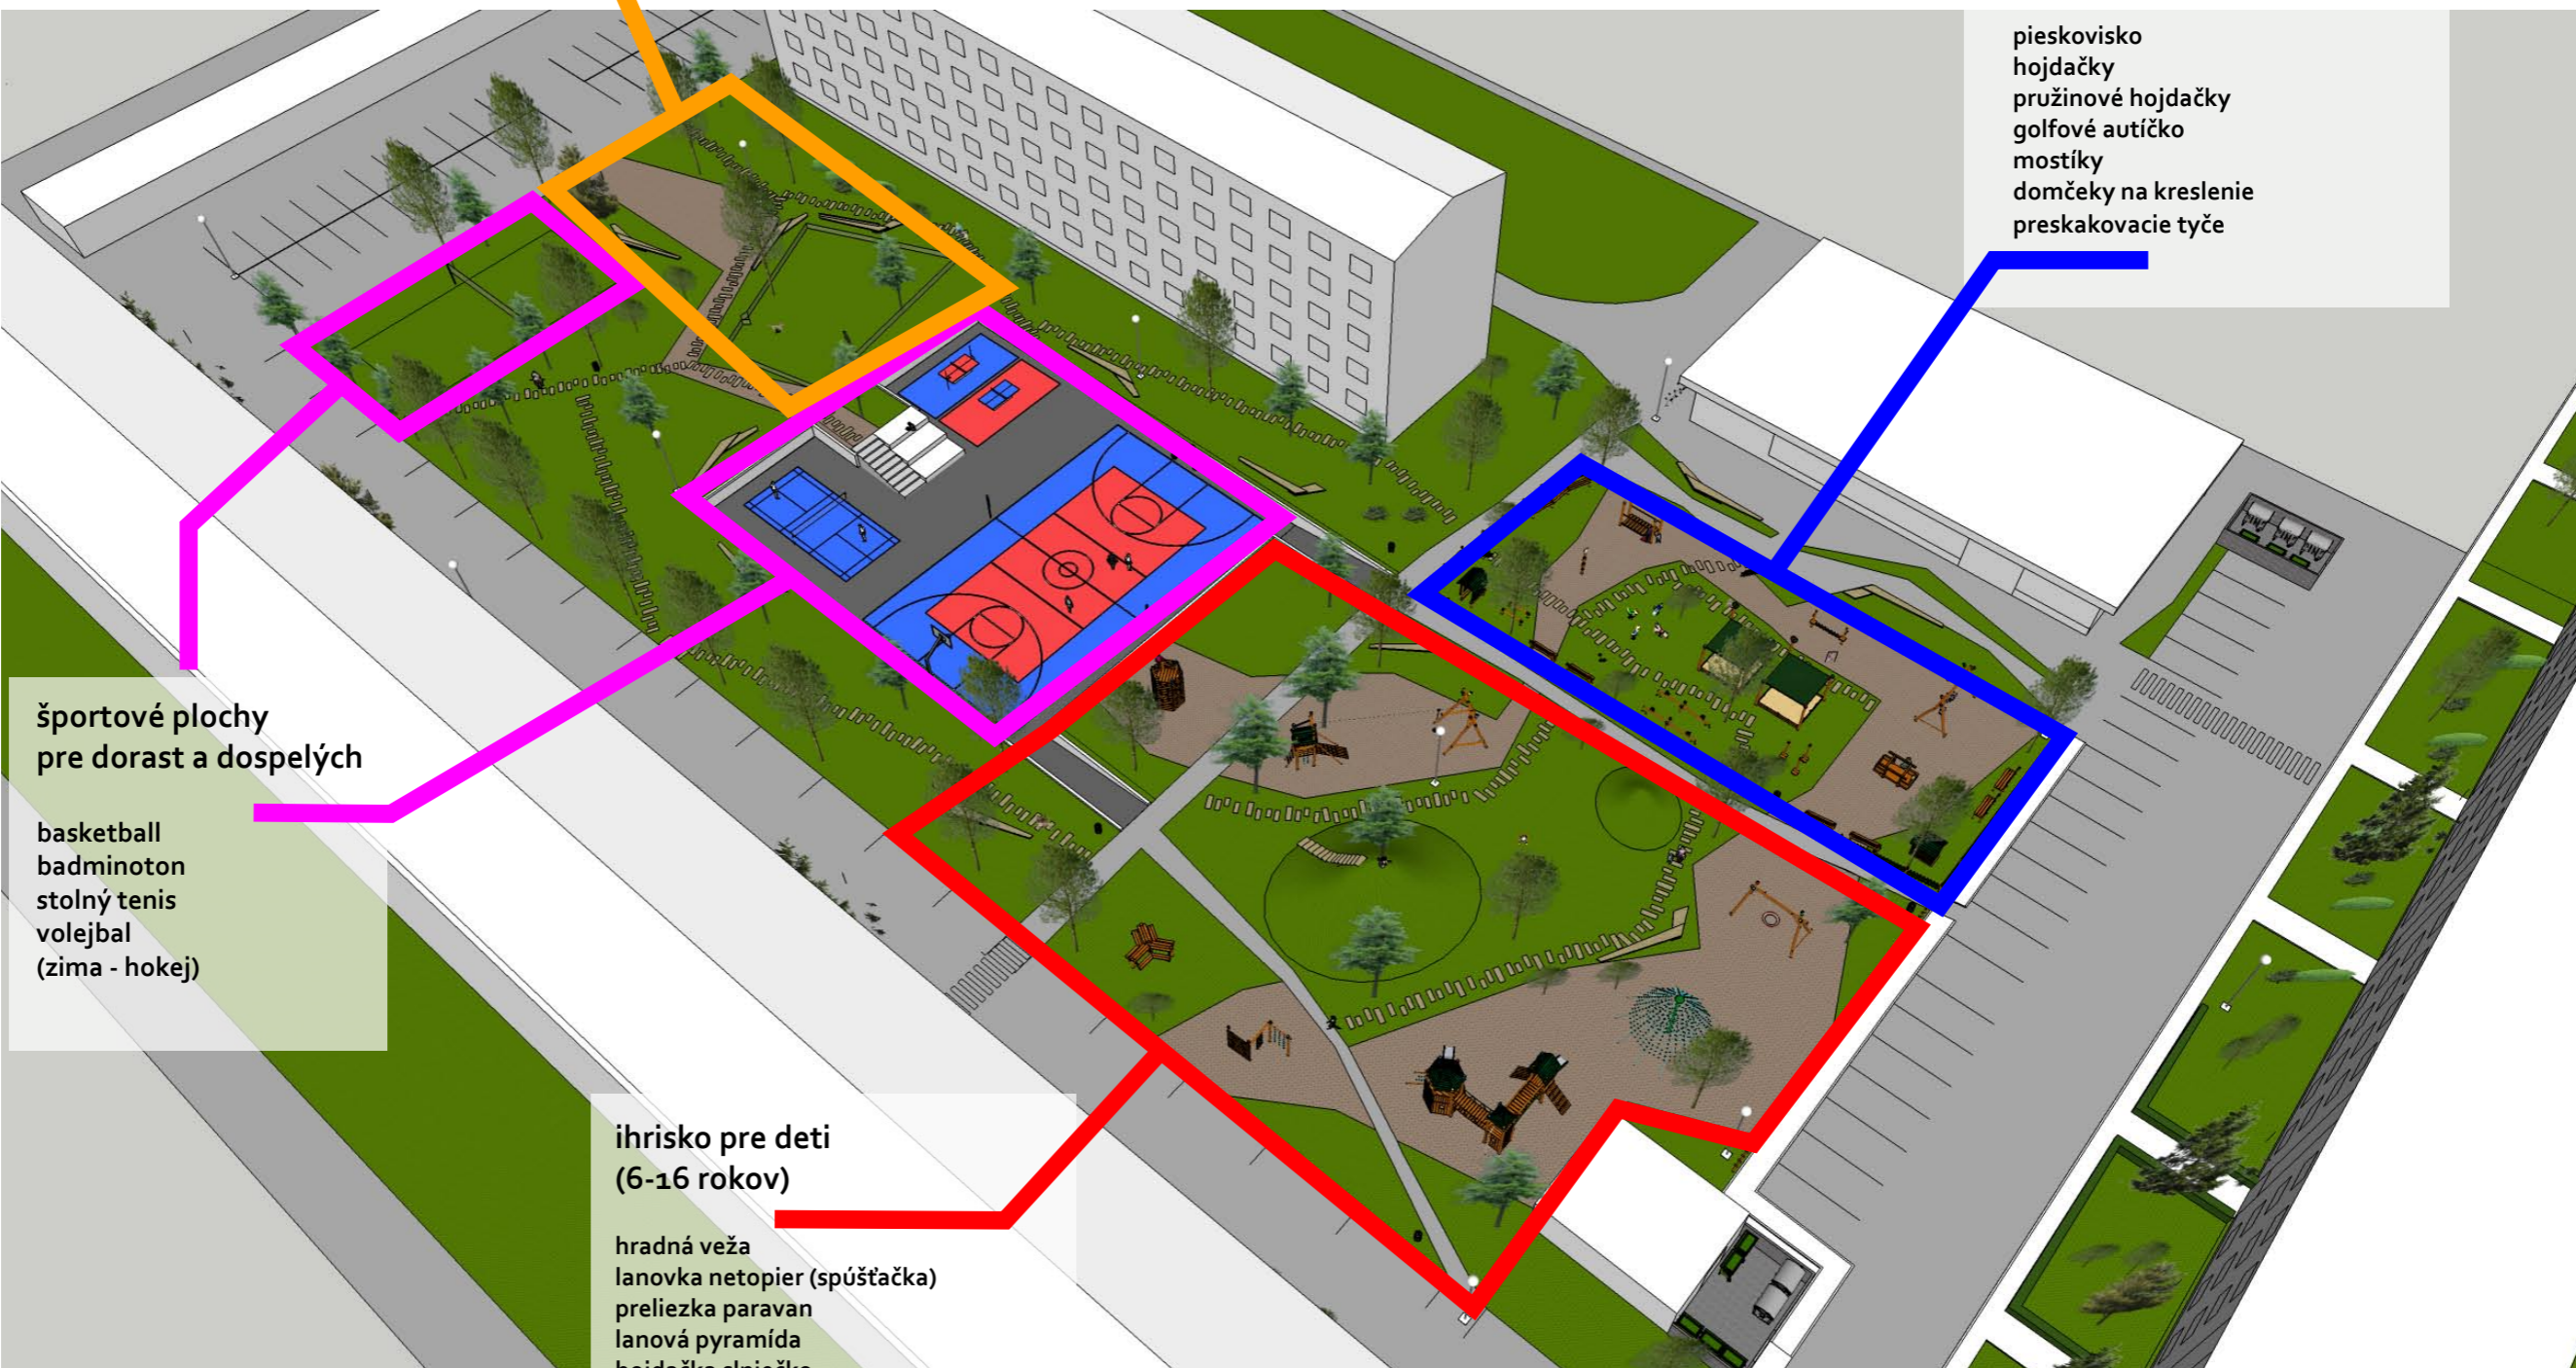 pieskovisko
hojdačky
pružinové hojdačky
golfové autíčko
mostíky
domčeky na kreslenie
preskakovacie tyče
športové plochy
pre dorast a dospelých
basketball
badminoton
stolný tenis
volejbal
(zima - hokej)
ihrisko pre deti
(6-16 rokov)
hradná veža
lanovka netopier (spúšťačka)
preliezka paravan
lanová pyramída